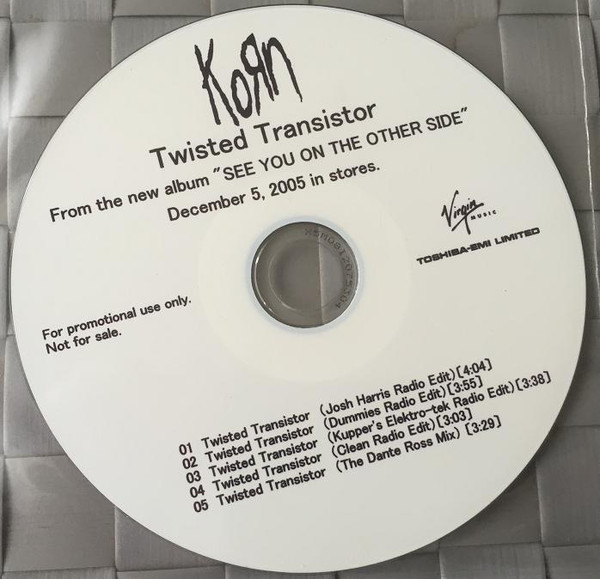 KoЯn
Twisted Transistor
From the new album "SEE YOU ON THE OTHER SIDE"
December 5, 2005 in stores.
Virgin
MUSIC
TOSHIBA-EMI LIMITED
For promotional use only.
Not for sale.
01 Twisted Transistor (Josh Harris Radio Edit)[4:04]
02 Twisted Transistor (Dummies Radio Edit)[3:55]
03 Twisted Transistor (Kupper's Elektro-tek Radio Edit)[3:38]
04 Twisted Transistor (Clean Radio Edit)[3:03]
05 Twisted Transistor (The Dante Ross Mix) [3:29]